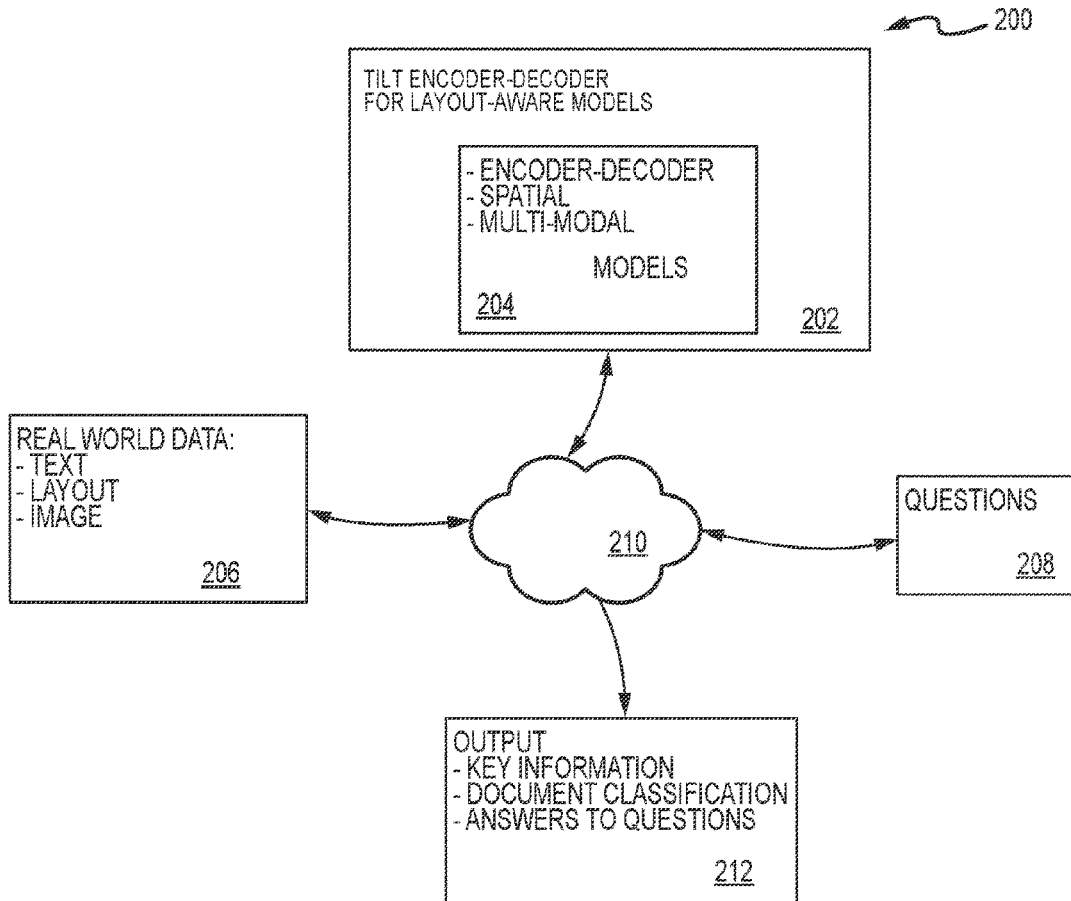 200
TILT ENCODER-DECODER
FOR LAYOUT-AWARE MODELS
- ENCODER-DECODER
- SPATIAL
- MULTI-MODAL
MODELS
204
202
REAL WORLD DATA:
- TEXT
- LAYOUT
- IMAGE
206
210
QUESTIONS
208
OUTPUT
- KEY INFORMATION
- DOCUMENT CLASSIFICATION
- ANSWERS TO QUESTIONS
212